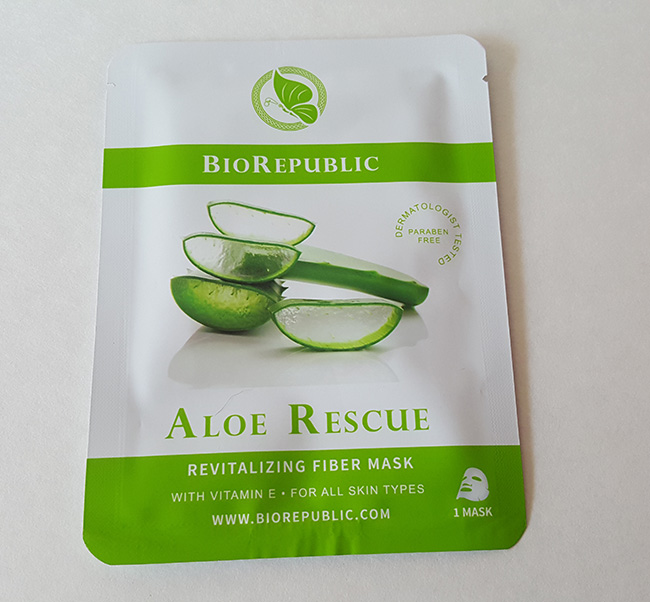 BIOREPUBLIC
DERMATOLOGIST TESTED
PARABEN
FREE
ALOE RESCUE
REVITALIZING FIBER MASK
WITH VITAMIN E • FOR ALL SKIN TYPES
WWW.BIOREPUBLIC.COM
1 MASK